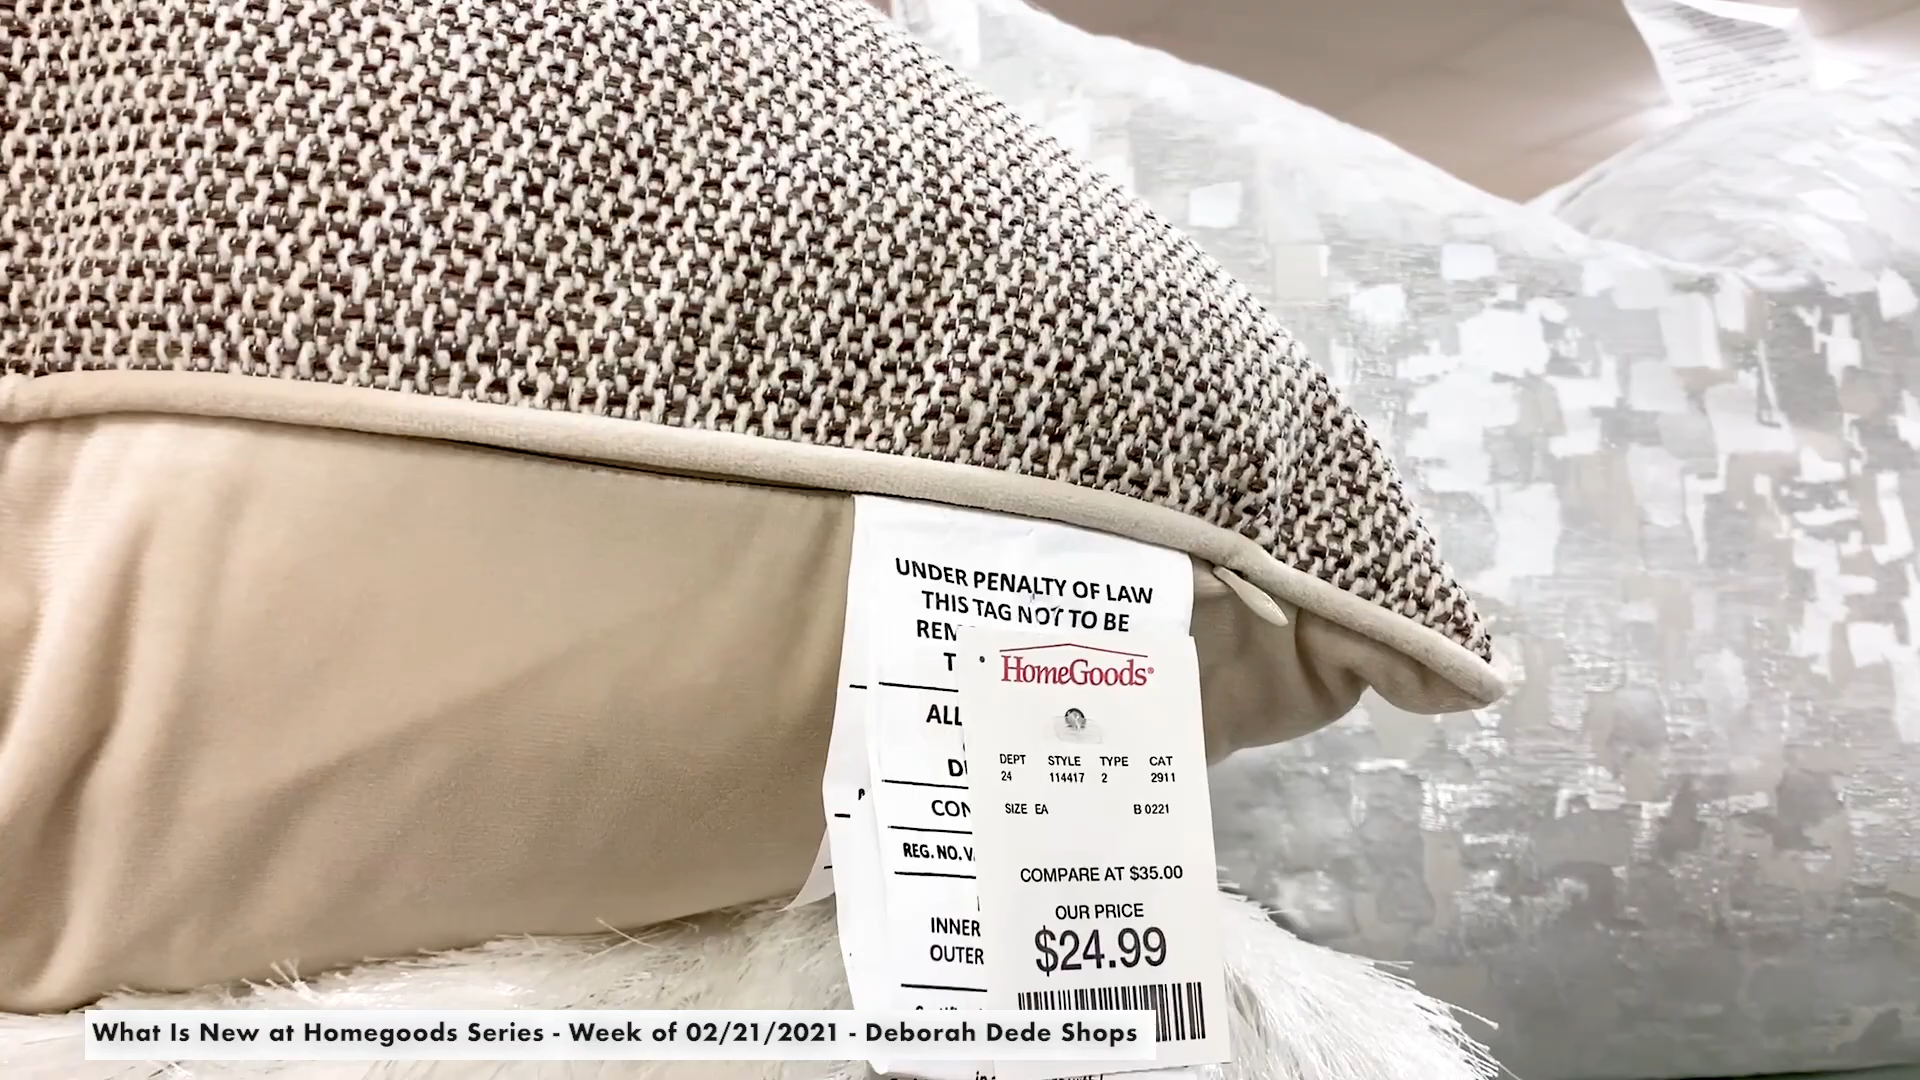 UNDER PENALTY OF LAW
THIS TAG NOT TO BE
HomeGoods®
DEPT STYLE TYPE CAT
24 114417 2 2911
SIZE EA B 0221
COMPARE AT $35.00
OUR PRICE
$24.99
ALL
REG. NO.
INNER
OUTER
What Is New at Homegoods Series - Week of 02/21/2021 - Deborah Dede Shops